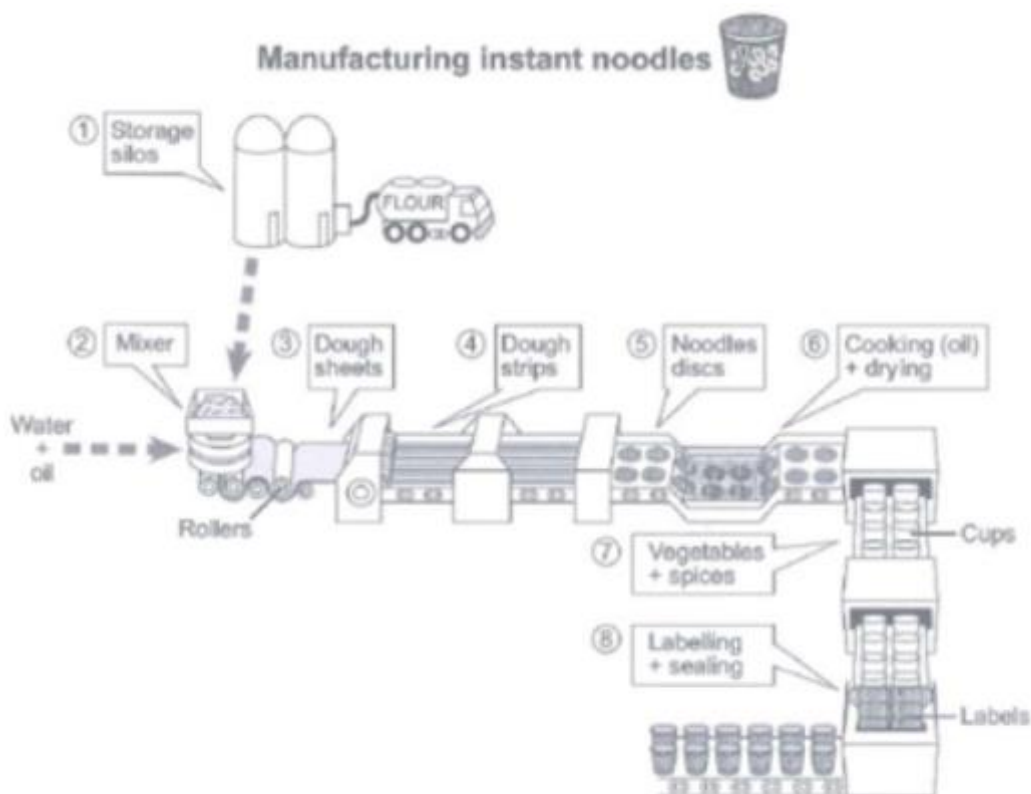 Manufacturing instant noodles
① Storage
silos
FLOUR
② Mixer
③ Dough
sheets
④ Dough
strips
⑤ Noodles
discs
⑥ Cooking (oil)
+ drying
Water
+
oil
Rollers
⑦ Vegetables
+ spices
Cups
⑧ Labelling
+ sealing
Labels